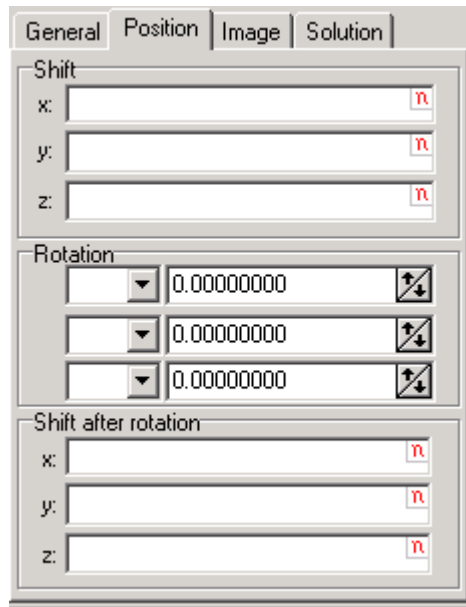 General Position Image Solution
Shift
x: n
y: n
z: n
Rotation
0.00000000
0.00000000
0.00000000
Shift after rotation
x: n
y: n
z: n